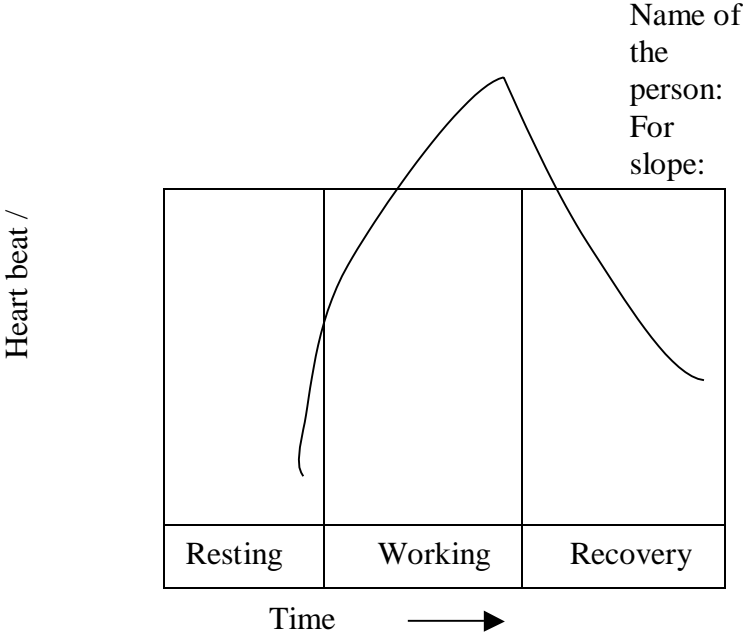 Name of
the
person:
For
slope:
Heart beat /
Resting Working Recovery
Time